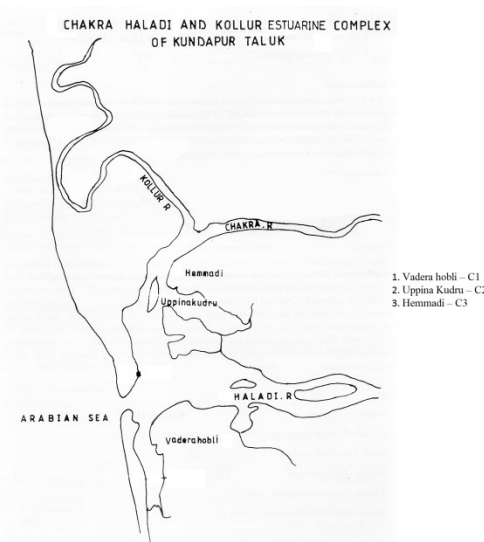 CHAKRA HALADI AND KOLLUR ESTUARINE COMPLEX
OF KUNDAPUR TALUK
KOLLUR R
CHAKRA. R
Hemmadi
Uppinakudru
1. Vadera hobli – C1
2. Uppina Kudru – C2
3. Hemmadi – C3
HALADI. R
ARABIAN SEA
Vaderahobli